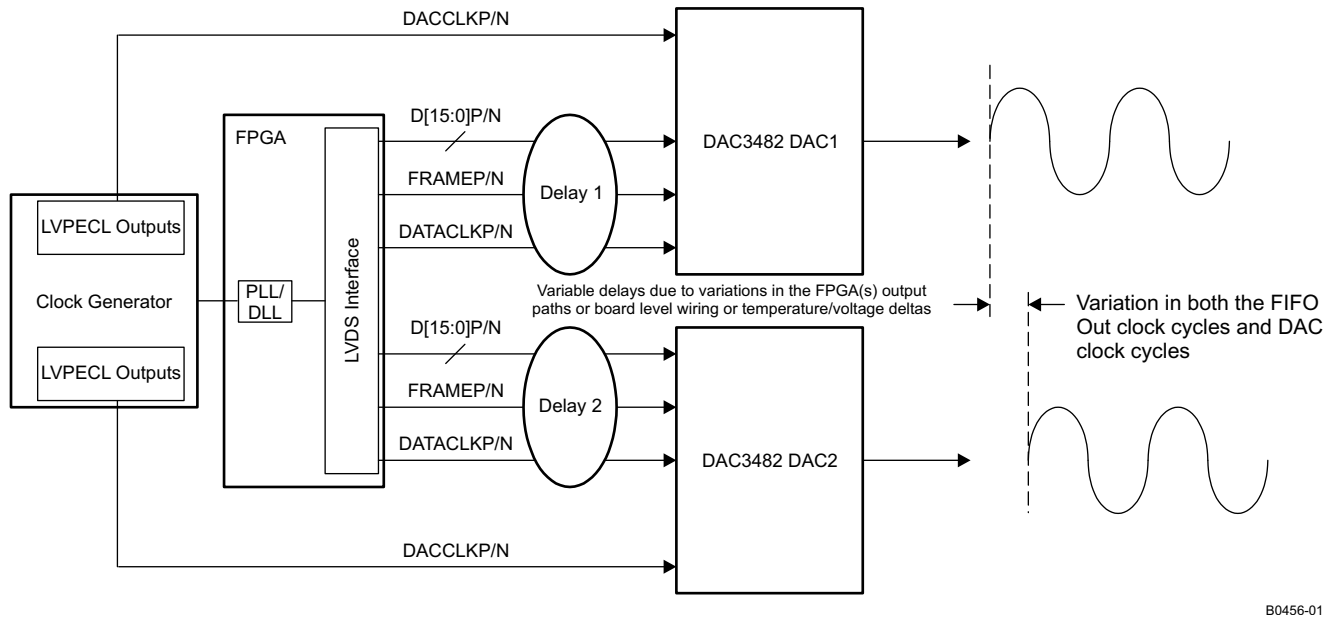 DACCLKP/N
FPGA
D[15:0]P/N
FRAMEP/N
DATACLKP/N
Delay 1
DAC3482 DAC1
LVPECL Outputs
Clock Generator
LVPECL Outputs
PLL/
DLL
LVDS Interface
Variable delays due to variations in the FPGA(s) output
paths or board level wiring or temperature/voltage deltas
Variation in both the FIFO
Out clock cycles and DAC
clock cycles
D[15:0]P/N
FRAMEP/N
DATACLKP/N
Delay 2
DAC3482 DAC2
DACCLKP/N
B0456-01